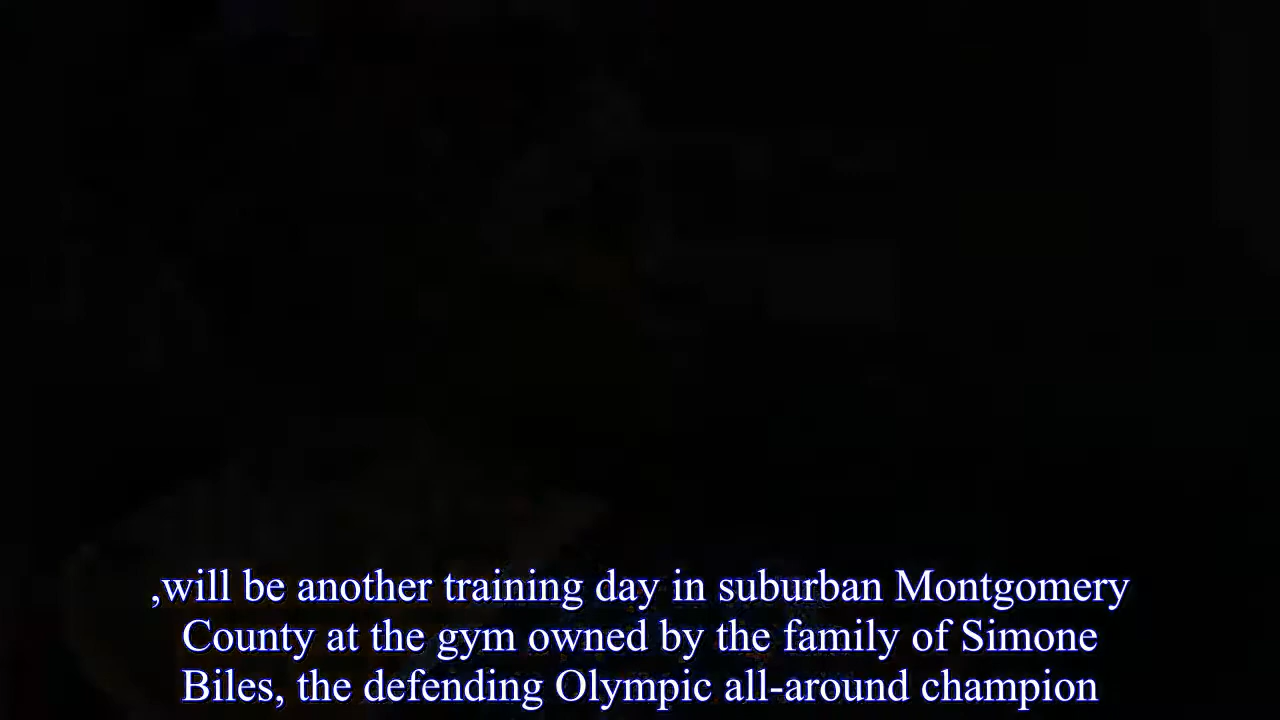 ,will be another training day in suburban Montgomery
County at the gym owned by the family of Simone
Biles, the defending Olympic all-around champion